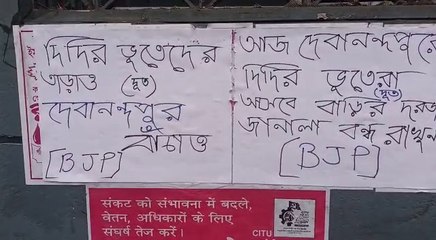 দিদির ভূতেদের
তাড়াও (দূত)
দেবানন্দপুর
বাঁচাও
[BJP]
আজ দেবানন্দপুরে
দিদির ভূতেরা
(দূত)
আসবে বাড়ির দরজা
জানালা বন্ধ রাখুন
[BJP]
संकट को संभावना में बदले,
वेतन, अधिकारों के लिए
संघर्ष तेज करें।
CITU